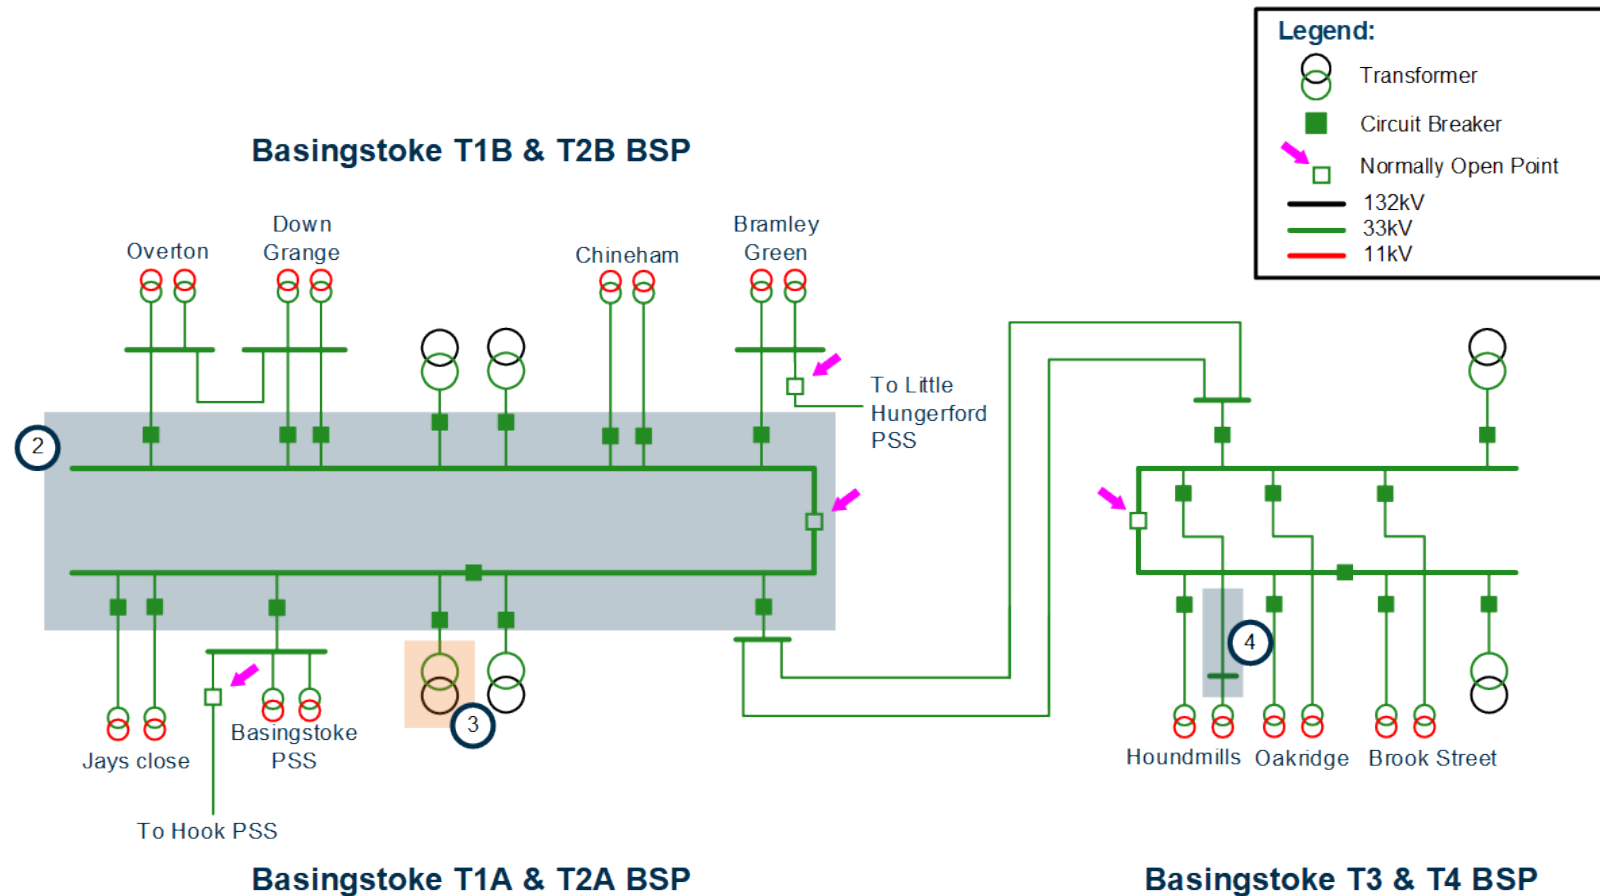 Legend:
Transformer
Circuit Breaker
Normally Open Point
132kV
33kV
11kV
Basingstoke T1B & T2B BSP
Overton
Down
Grange
Chineham
Bramley
Green
To Little
Hungerford
PSS
2
3
4
Jays close
Basingstoke
PSS
To Hook PSS
Houndmills
Oakridge
Brook Street
Basingstoke T1A & T2A BSP
Basingstoke T3 & T4 BSP